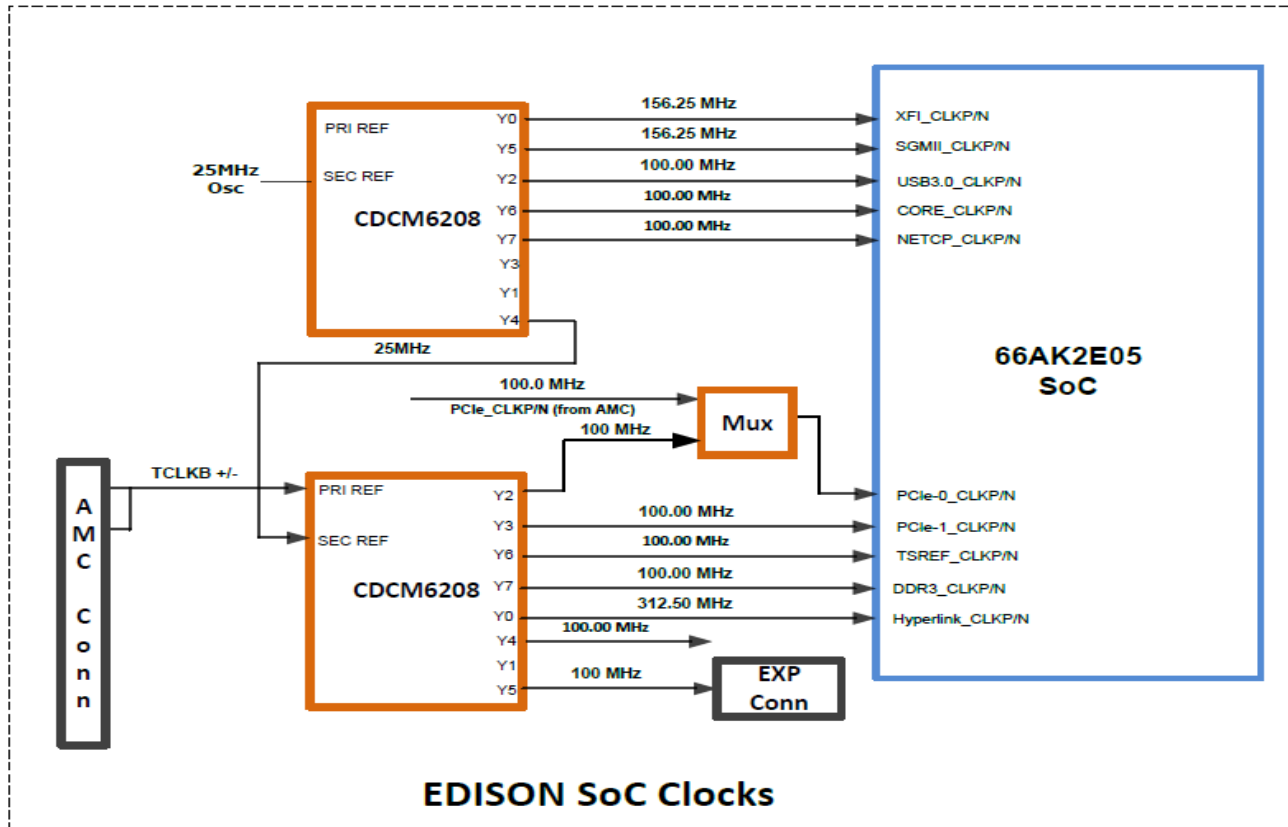 156.25 MHz
Y0
XFI_CLKP/N
PRI REF
156.25 MHz
Y5
SGMII_CLKP/N
25MHz
Osc
SEC REF
100.00 MHz
Y2
USB3.0_CLKP/N
CDCM6208
100.00 MHz
Y6
CORE_CLKP/N
100.00 MHz
Y7
NETCP_CLKP/N
Y3
Y1
Y4
25MHz
66AK2E05
SoC
100.0 MHz
PCIe_CLKP/N (from AMC)
Mux
100 MHz
AMC Conn
TCLKB +/-
PRI REF
Y2
PCIe-0_CLKP/N
100.00 MHz
Y3
PCIe-1_CLKP/N
SEC REF
100.00 MHz
Y6
TSREF_CLKP/N
CDCM6208
100.00 MHz
Y7
DDR3_CLKP/N
312.50 MHz
Y0
Hyperlink_CLKP/N
100.00 MHz
Y4
Y1
100 MHz
Y5
EXP
Conn
EDISON SoC Clocks